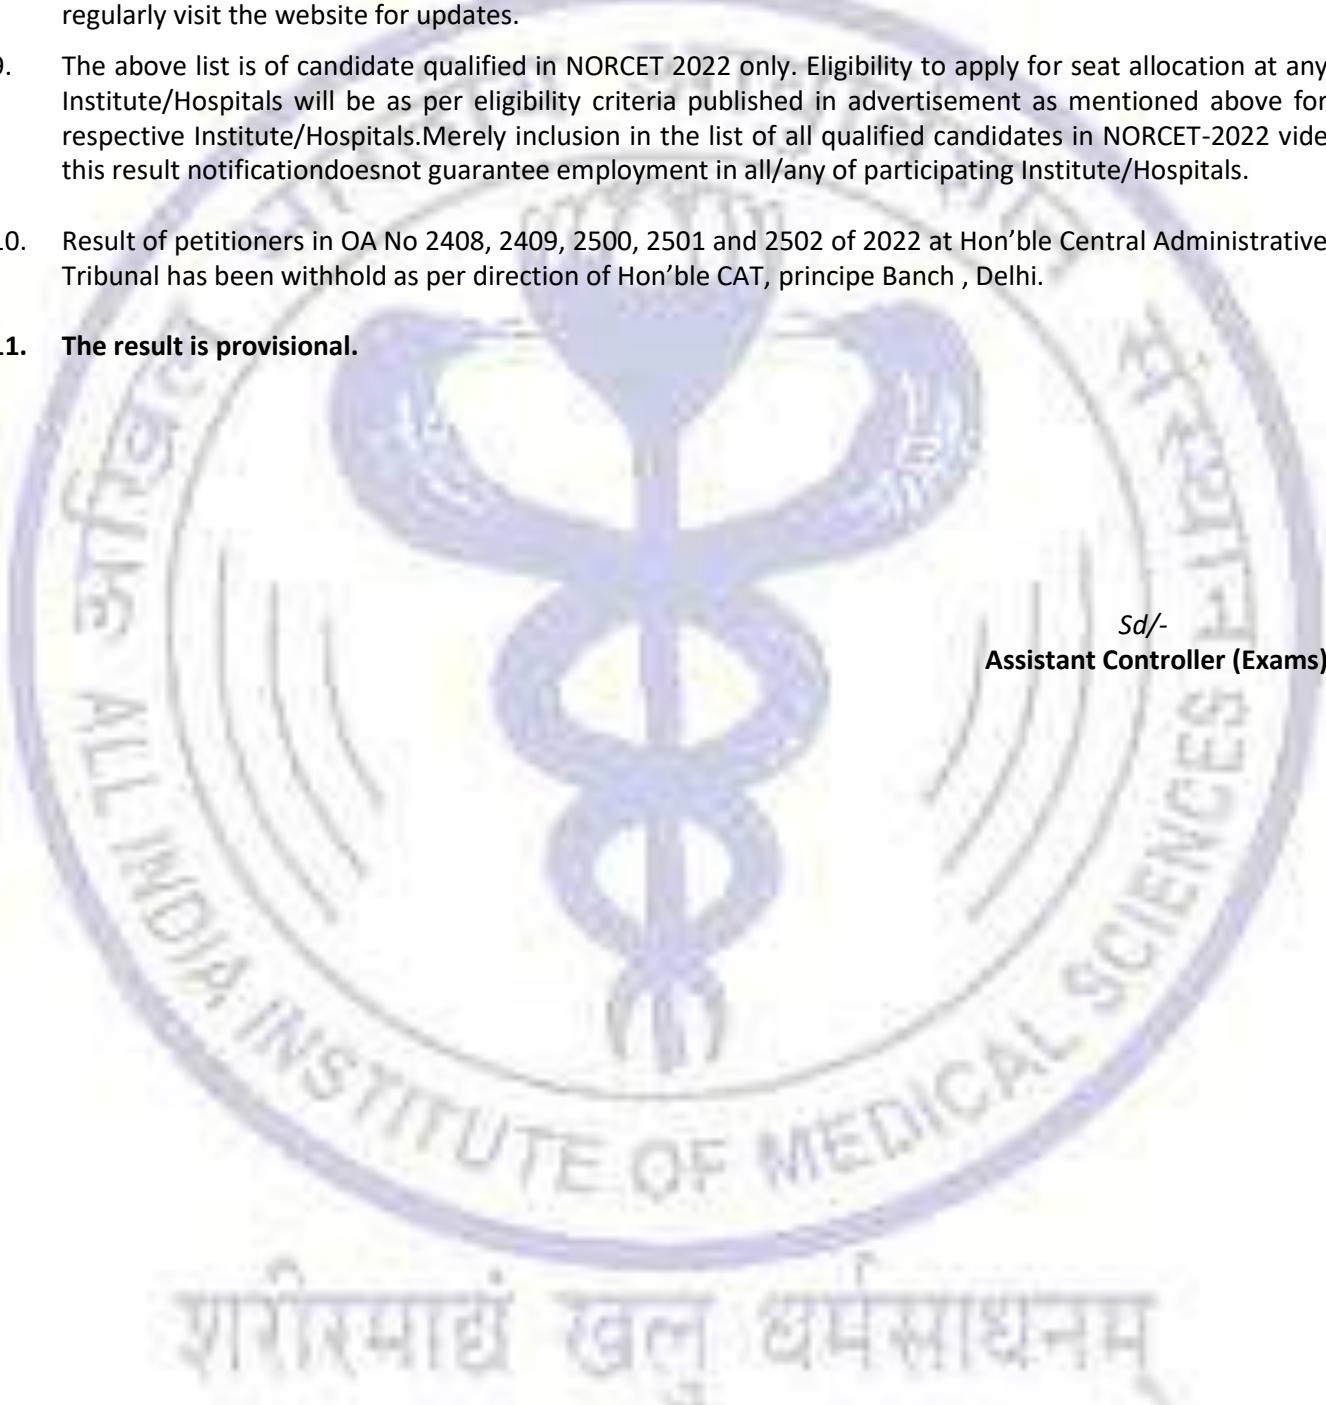 regularly visit the website for updates.
9. The above list is of candidate qualified in NORCET 2022 only. Eligibility to apply for seat allocation at any
Institute/Hospitals will be as per eligibility criteria published in advertisement as mentioned above for
respective Institute/Hospitals.Merely inclusion in the list of all qualified candidates in NORCET-2022 vide
this result notificationdoesnot guarantee employment in all/any of participating Institute/Hospitals.
10. Result of petitioners in OA No 2408, 2409, 2500, 2501 and 2502 of 2022 at Hon’ble Central Administrative
Tribunal has been withhold as per direction of Hon’ble CAT, principe Banch , Delhi.
11. The result is provisional.
Sd/-
Assistant Controller (Exams)
ALL INDIA INSTITUTE OF MEDICAL SCIENCES
शरीरमाद्यं खलु धर्मसाधनम्